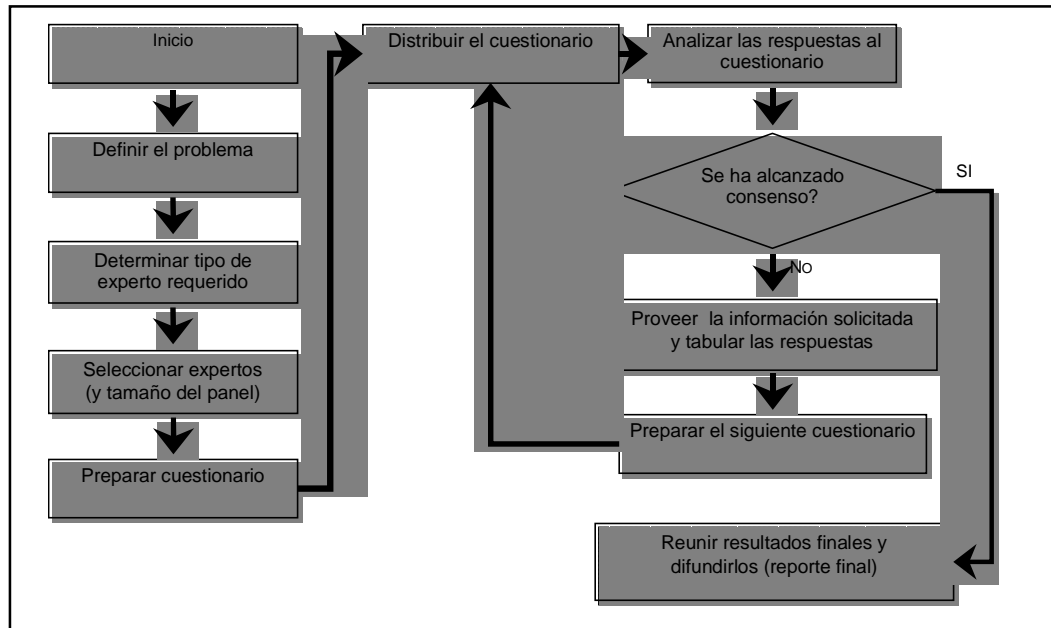 Inicio
Definir el problema
Determinar tipo de
experto requerido
Seleccionar expertos
(y tamaño del panel)
Preparar cuestionario
Distribuir el cuestionario
Analizar las respuestas al
cuestionario
Se ha alcanzado
consenso?
SI
No
Proveer la información solicitada
y tabular las respuestas
Preparar el siguiente cuestionario
Reunir resultados finales y
difundirlos (reporte final)